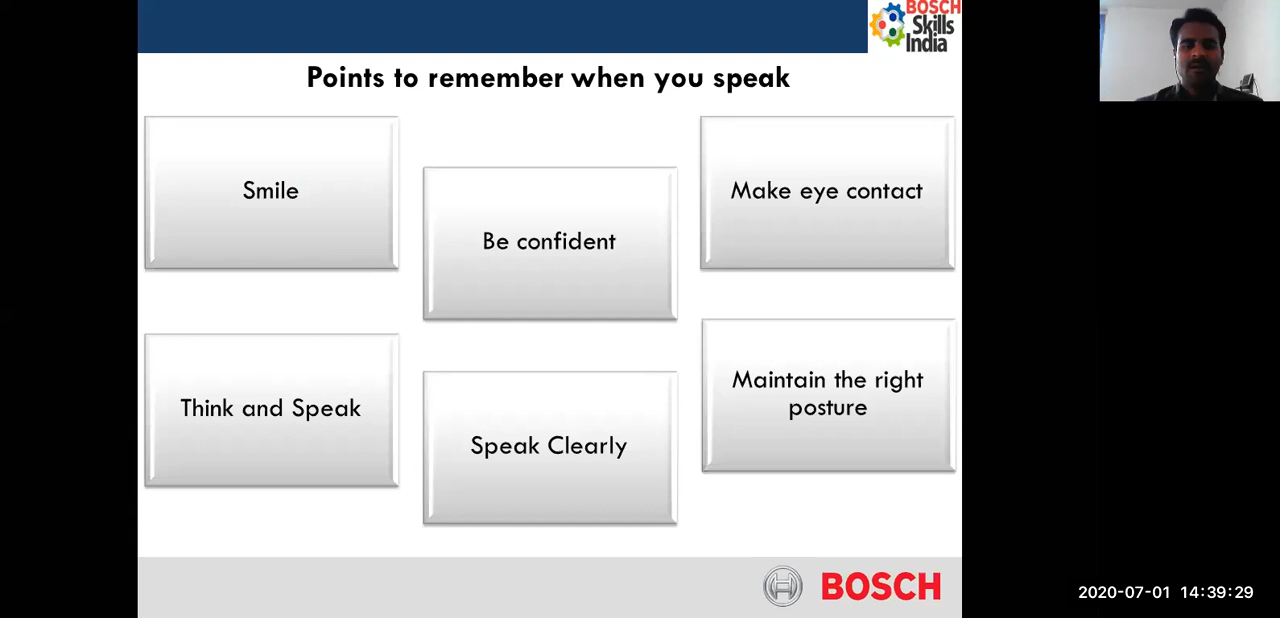 BOSCH
Skills
India
Points to remember when you speak
Smile
Be confident
Make eye contact
Think and Speak
Speak Clearly
Maintain the right
posture
BOSCH
2020-07-01 14:39:29